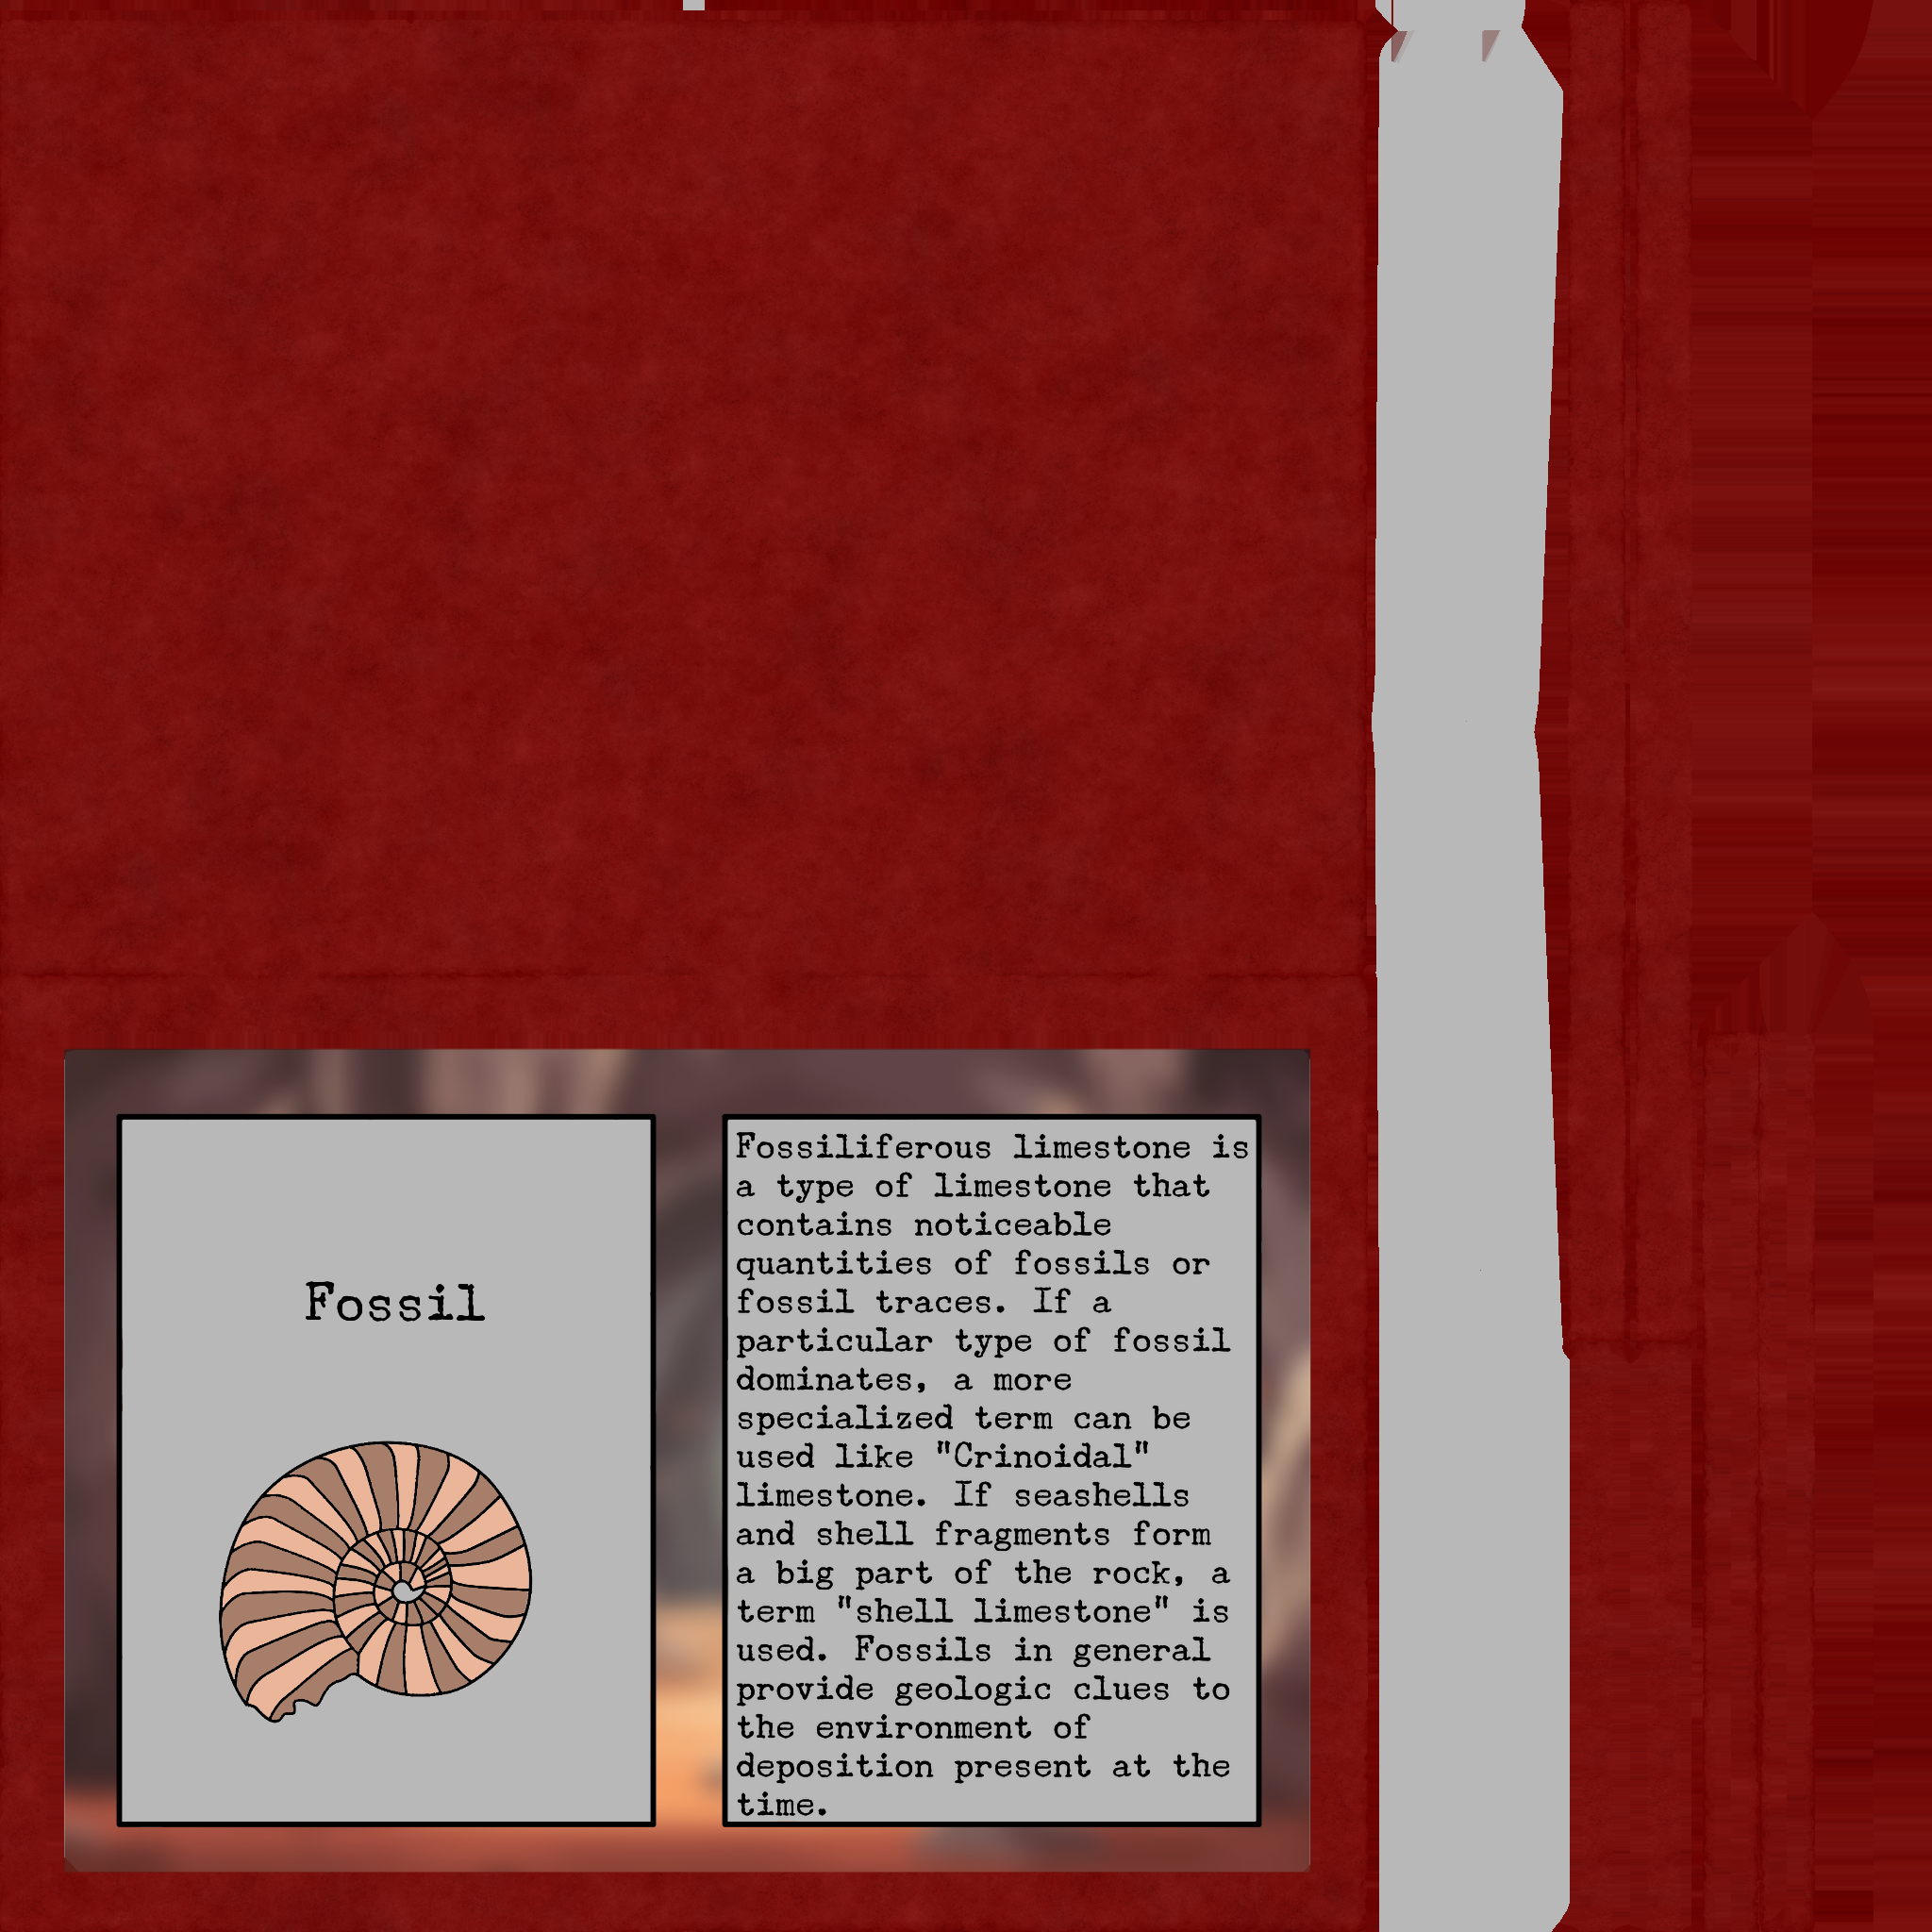 Fossil
Fossiliferous limestone is
a type of limestone that
contains noticeable
quantities of fossils or
fossil traces. If a
particular type of fossil
dominates, a more
specialized term can be
used like "Crinoidal"
limestone. If seashells
and shell fragments form
a big part of the rock, a
term "shell limestone" is
used. Fossils in general
provide geologic clues to
the environment of
deposition present at the
time.